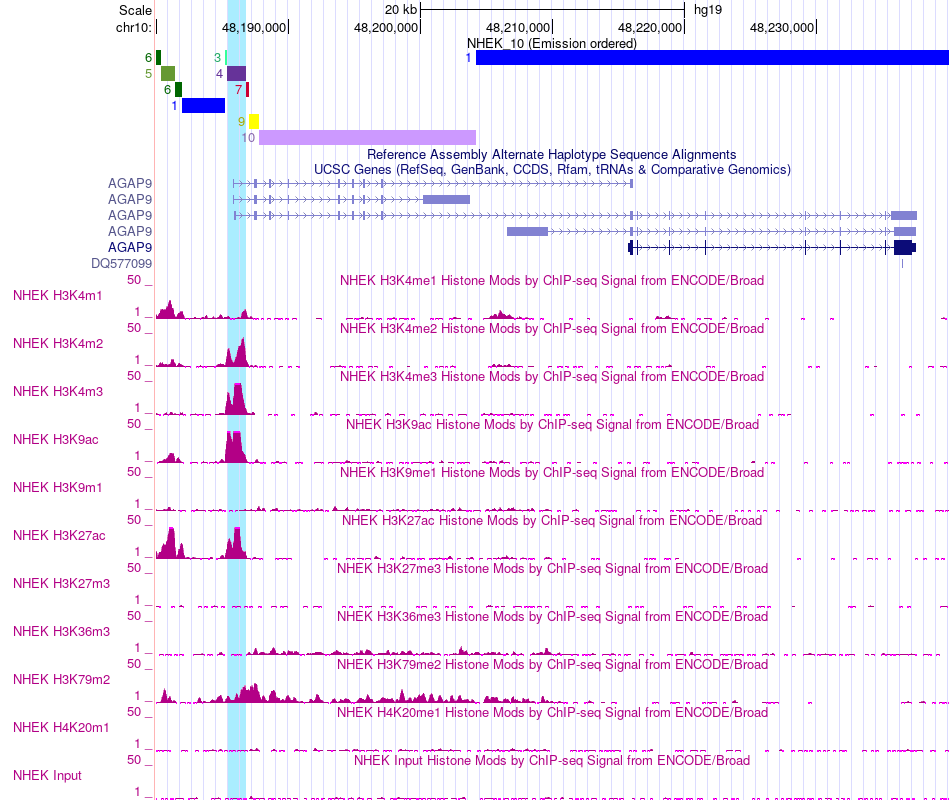 Scale 20 kb hg19
chr10: 48,190,000 48,200,000 48,210,000 48,220,000 48,230,000
NHEK_10 (Emission ordered)
6 3 1
5 4
6 7
1
9
10
Reference Assembly Alternate Haplotype Sequence Alignments
UCSC Genes (RefSeq, GenBank, CCDS, Rfam, tRNAs & Comparative Genomics)
AGAP9
AGAP9
AGAP9
AGAP9
AGAP9
DQ577099
NHEK H3K4me1 Histone Mods by ChIP-seq Signal from ENCODE/Broad
50 _
NHEK H3K4m1
1 _
NHEK H3K4me2 Histone Mods by ChIP-seq Signal from ENCODE/Broad
50 _
NHEK H3K4m2
1 _
NHEK H3K4me3 Histone Mods by ChIP-seq Signal from ENCODE/Broad
50 _
NHEK H3K4m3
1 _
NHEK H3K9ac Histone Mods by ChIP-seq Signal from ENCODE/Broad
50 _
NHEK H3K9ac
1 _
NHEK H3K9me1 Histone Mods by ChIP-seq Signal from ENCODE/Broad
50 _
NHEK H3K9m1
1 _
NHEK H3K27ac Histone Mods by ChIP-seq Signal from ENCODE/Broad
50 _
NHEK H3K27ac
1 _
NHEK H3K27me3 Histone Mods by ChIP-seq Signal from ENCODE/Broad
50 _
NHEK H3K27m3
1 _
NHEK H3K36me3 Histone Mods by ChIP-seq Signal from ENCODE/Broad
50 _
NHEK H3K36m3
1 _
NHEK H3K79me2 Histone Mods by ChIP-seq Signal from ENCODE/Broad
50 _
NHEK H3K79m2
1 _
NHEK H4K20me1 Histone Mods by ChIP-seq Signal from ENCODE/Broad
50 _
NHEK H4K20m1
1 _
NHEK Input Histone Mods by ChIP-seq Signal from ENCODE/Broad
50 _
NHEK Input
1 _